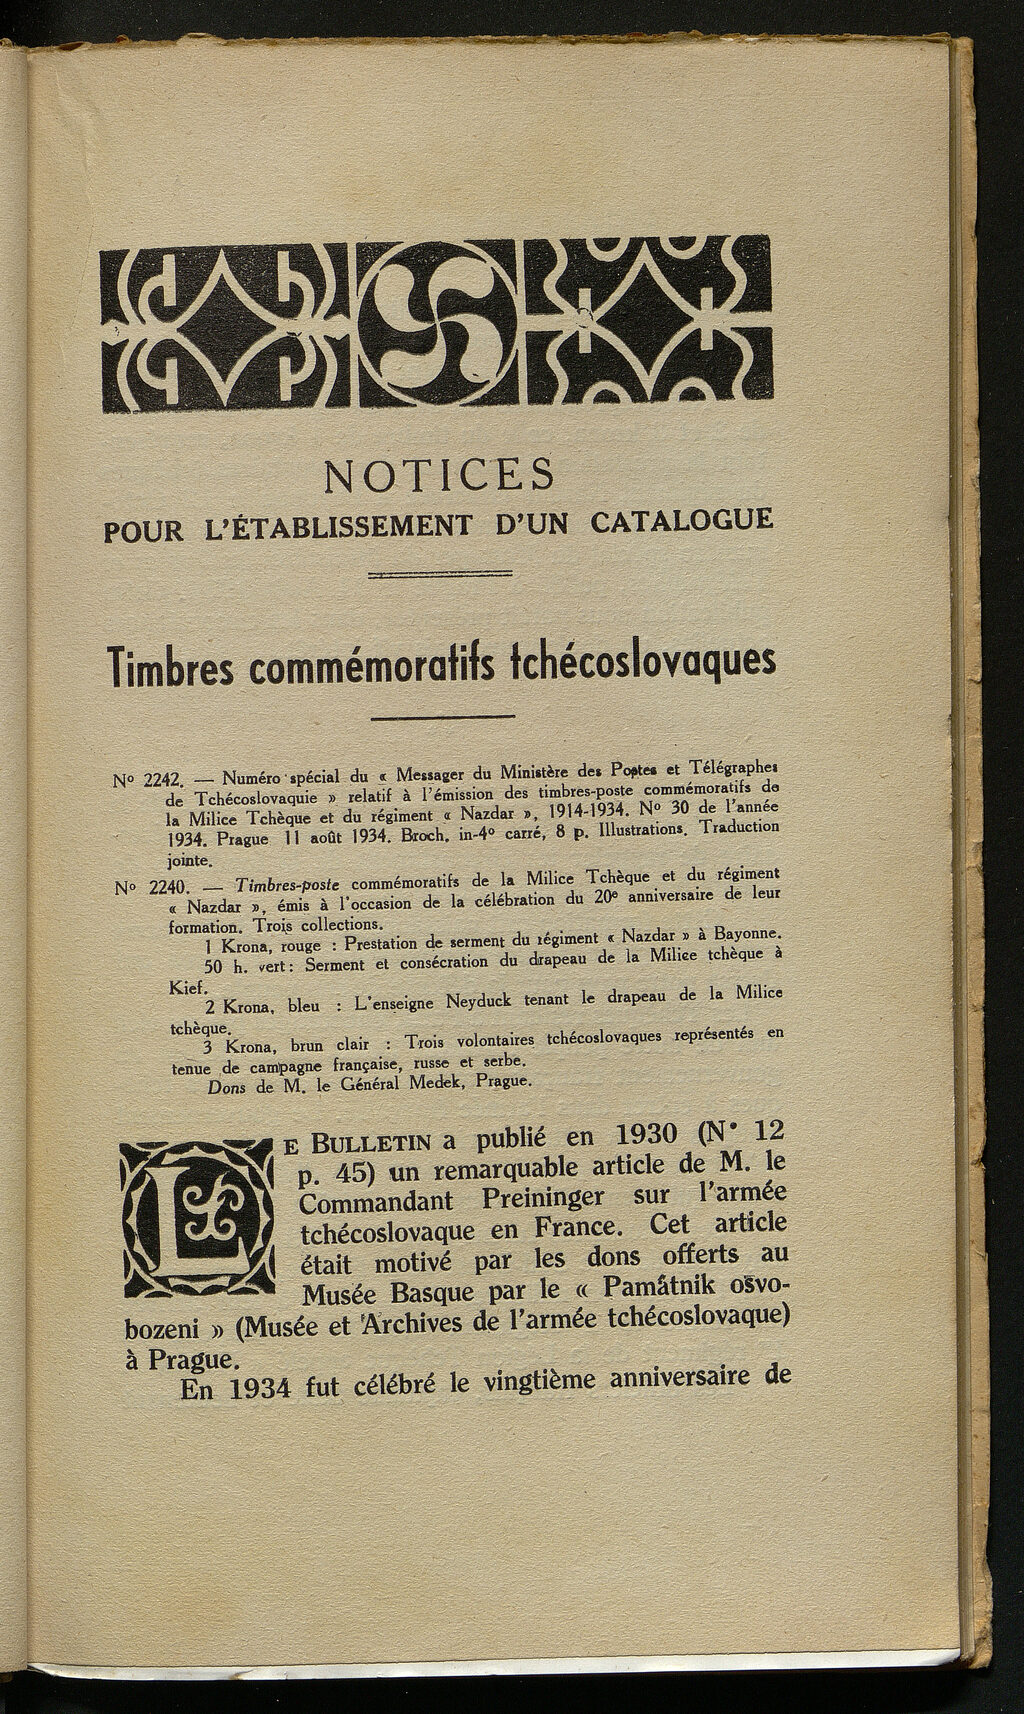 NOTICES
POUR L'ÉTABLISSEMENT D'UN CATALOGUE
Timbres commémoratifs tchécoslovaques
Nº 2242. — Numéro spécial du « Messager du Ministère des Postes et Télégraphes
de Tchécoslovaquie » relatif à l'émission des timbres-poste commémoratifs de
la Milice Tchèque et du régiment « Nazdar », 1914-1934. Nº 30 de l'année
1934. Prague 11 août 1934. Broch. in-4º carré, 8 p. Illustrations. Traduction
jointe.
Nº 2240. — Timbres-poste commémoratifs de la Milice Tchèque et du régiment
« Nazdar », émis à l'occasion de la célébration du 20e anniversaire de leur
formation. Trois collections.
1 Krona, rouge : Prestation de serment du régiment « Nazdar » à Bayonne.
50 h. vert : Serment et consécration du drapeau de la Milice tchèque à
Kief.
2 Krona, bleu : L'enseigne Neyduck tenant le drapeau de la Milice
tchèque.
3 Krona, brun clair : Trois volontaires tchécoslovaques représentés en
tenue de campagne française, russe et serbe.
Dons de M. le Général Medek, Prague.
LE BULLETIN a publié en 1930 (N° 12
p. 45) un remarquable article de M. le
Commandant Preininger sur l'armée
tchécoslovaque en France. Cet article
était motivé par les dons offerts au
Musée Basque par le « Pamâtnik osvo-
bozeni » (Musée et Archives de l'armée tchécoslovaque)
à Prague.
En 1934 fut célébré le vingtième anniversaire de